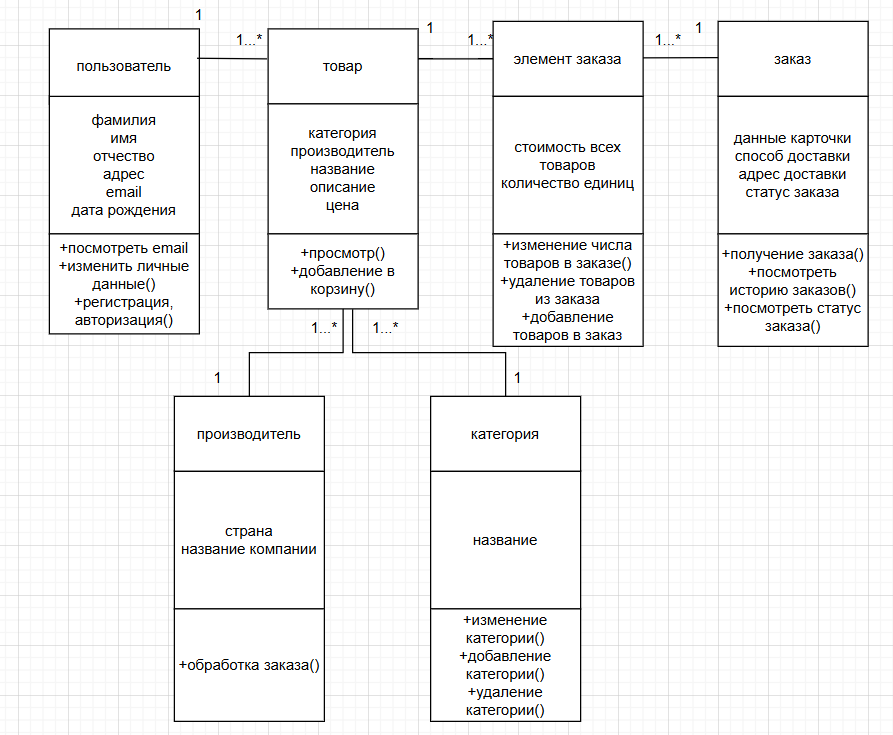 1
1...*
1
1...*
1...*
1
пользователь
товар
элемент заказа
заказ
фамилия
имя
отчество
адрес
email
дата рождения
категория
производитель
название
описание
цена
стоимость всех
товаров
количество единиц
данные карточки
способ доставки
адрес доставки
статус заказа
+посмотреть email
+изменить личные
данные()
+регистрация,
авторизация()
+просмотр()
+добавление в
корзину()
+изменение числа
товаров в заказе()
+удаление товаров
из заказа
+добавление
товаров в заказ
+получение заказа()
+посмотреть
историю заказов()
+посмотреть статус
заказа()
1...*
1...*
1
1
производитель
категория
страна
название компании
название
+обработка заказа()
+изменение
категории()
+добавление
категории()
+удаление
категории()